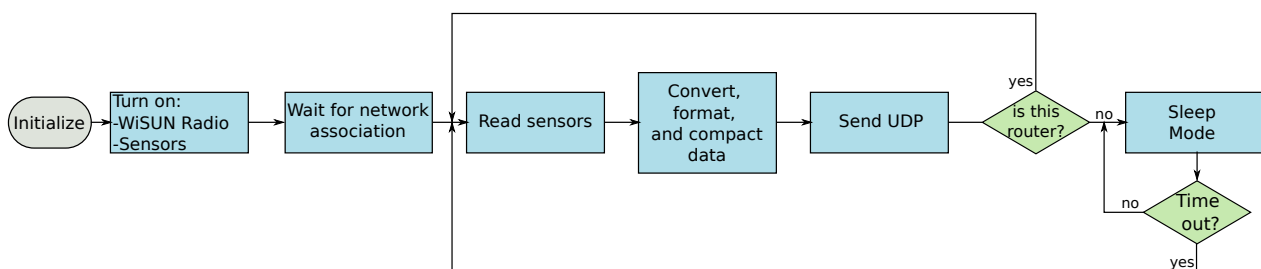 Initialize
Turn on:
-WiSUN Radio
-Sensors
Wait for network
association
Read sensors
Convert,
format,
and compact
data
Send UDP
yes
is this
router?
no
Sleep
Mode
no
Time
out?
yes